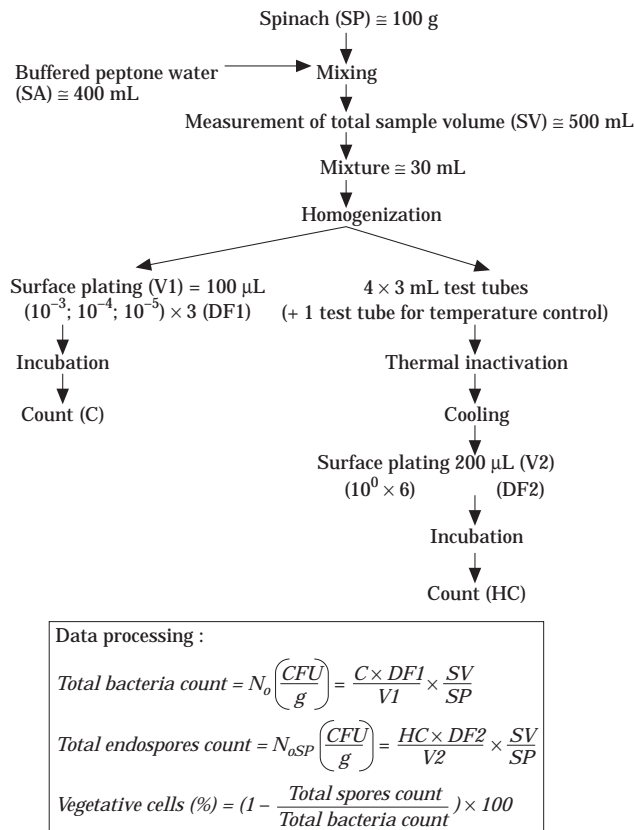 Spinach (SP) ≅ 100 g
Buffered peptone water
(SA) ≅ 400 mL
Mixing
Measurement of total sample volume (SV) ≅ 500 mL
Mixture ≅ 30 mL
Homogenization
Surface plating (V1) = 100 µL
(10⁻³; 10⁻⁴; 10⁻⁵) × 3 (DF1)
Incubation
Count (C)
4 × 3 mL test tubes
(+ 1 test tube for temperature control)
Thermal inactivation
Cooling
Surface plating 200 µL (V2)
(10⁰ × 6) (DF2)
Incubation
Count (HC)
Data processing :
Total bacteria count = Nₒ (CFU/g) = (C × DF1)/V1 × SV/SP
Total endospores count = Nₒₛₚ (CFU/g) = (HC × DF2)/V2 × SV/SP
Vegetative cells (%) = (1 − Total spores count/Total bacteria count) × 100